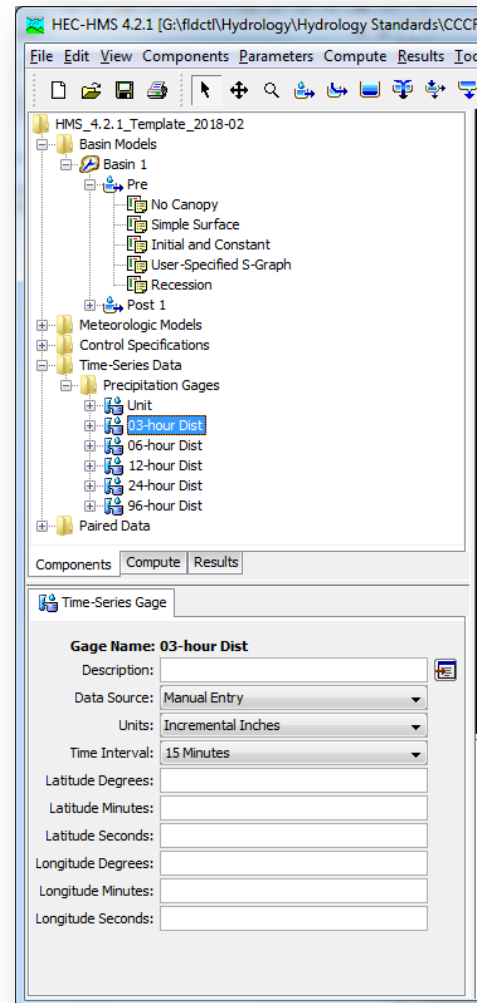 HEC-HMS 4.2.1 [G:\fldctl\Hydrology\Hydrology Standards\CCCF
File Edit View Components Parameters Compute Results Too
HMS_4.2.1_Template_2018-02
Basin Models
Basin 1
Pre
No Canopy
Simple Surface
Initial and Constant
User-Specified S-Graph
Recession
Post 1
Meteorologic Models
Control Specifications
Time-Series Data
Precipitation Gages
Unit
03-hour Dist
06-hour Dist
12-hour Dist
24-hour Dist
96-hour Dist
Paired Data
Components Compute Results
Time-Series Gage
Gage Name: 03-hour Dist
Description:
Data Source: Manual Entry
Units: Incremental Inches
Time Interval: 15 Minutes
Latitude Degrees:
Latitude Minutes:
Latitude Seconds:
Longitude Degrees:
Longitude Minutes:
Longitude Seconds: